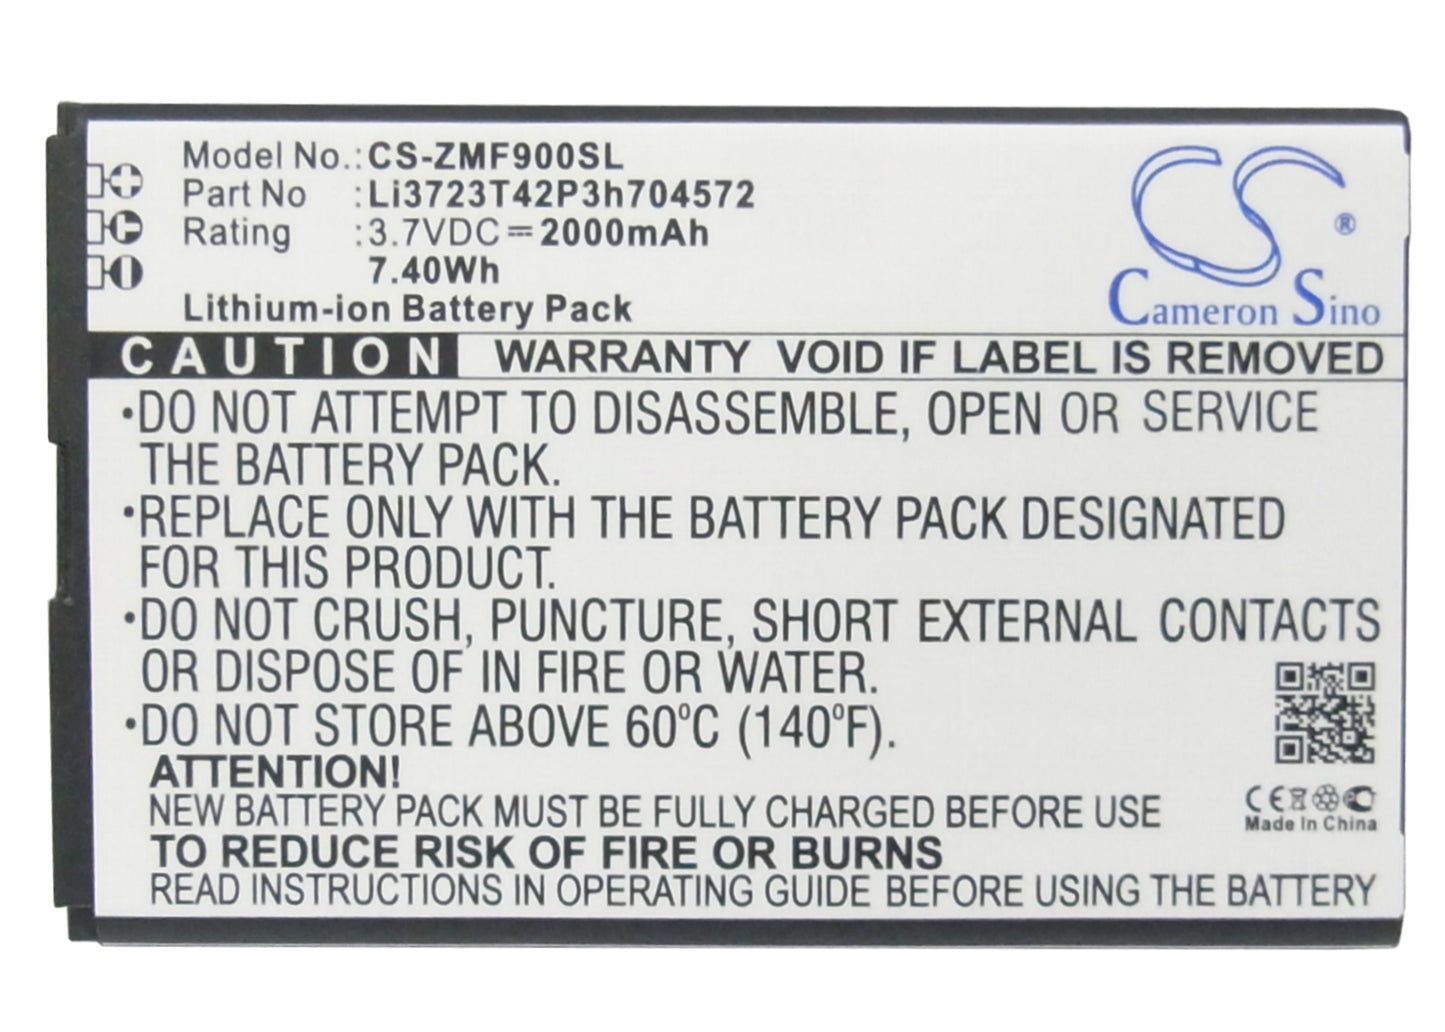 Model No.: CS-ZMF900SL
Part No : Li3723T42P3h704572
Rating : 3.7VDC ⎓ 2000mAh
7.40Wh
Lithium-ion Battery Pack
®
Cameron Sino
CAUTION WARRANTY VOID IF LABEL IS REMOVED
•DO NOT ATTEMPT TO DISASSEMBLE, OPEN OR SERVICE
THE BATTERY PACK.
•REPLACE ONLY WITH THE BATTERY PACK DESIGNATED
FOR THIS PRODUCT.
•DO NOT CRUSH, PUNCTURE, SHORT EXTERNAL CONTACTS
OR DISPOSE OF IN FIRE OR WATER.
•DO NOT STORE ABOVE 60°C (140°F).
ATTENTION!
NEW BATTERY PACK MUST BE FULLY CHARGED BEFORE USE
TO REDUCE RISK OF FIRE OR BURNS
READ INSTRUCTIONS IN OPERATING GUIDE BEFORE USING THE BATTERY
CE
Made In China